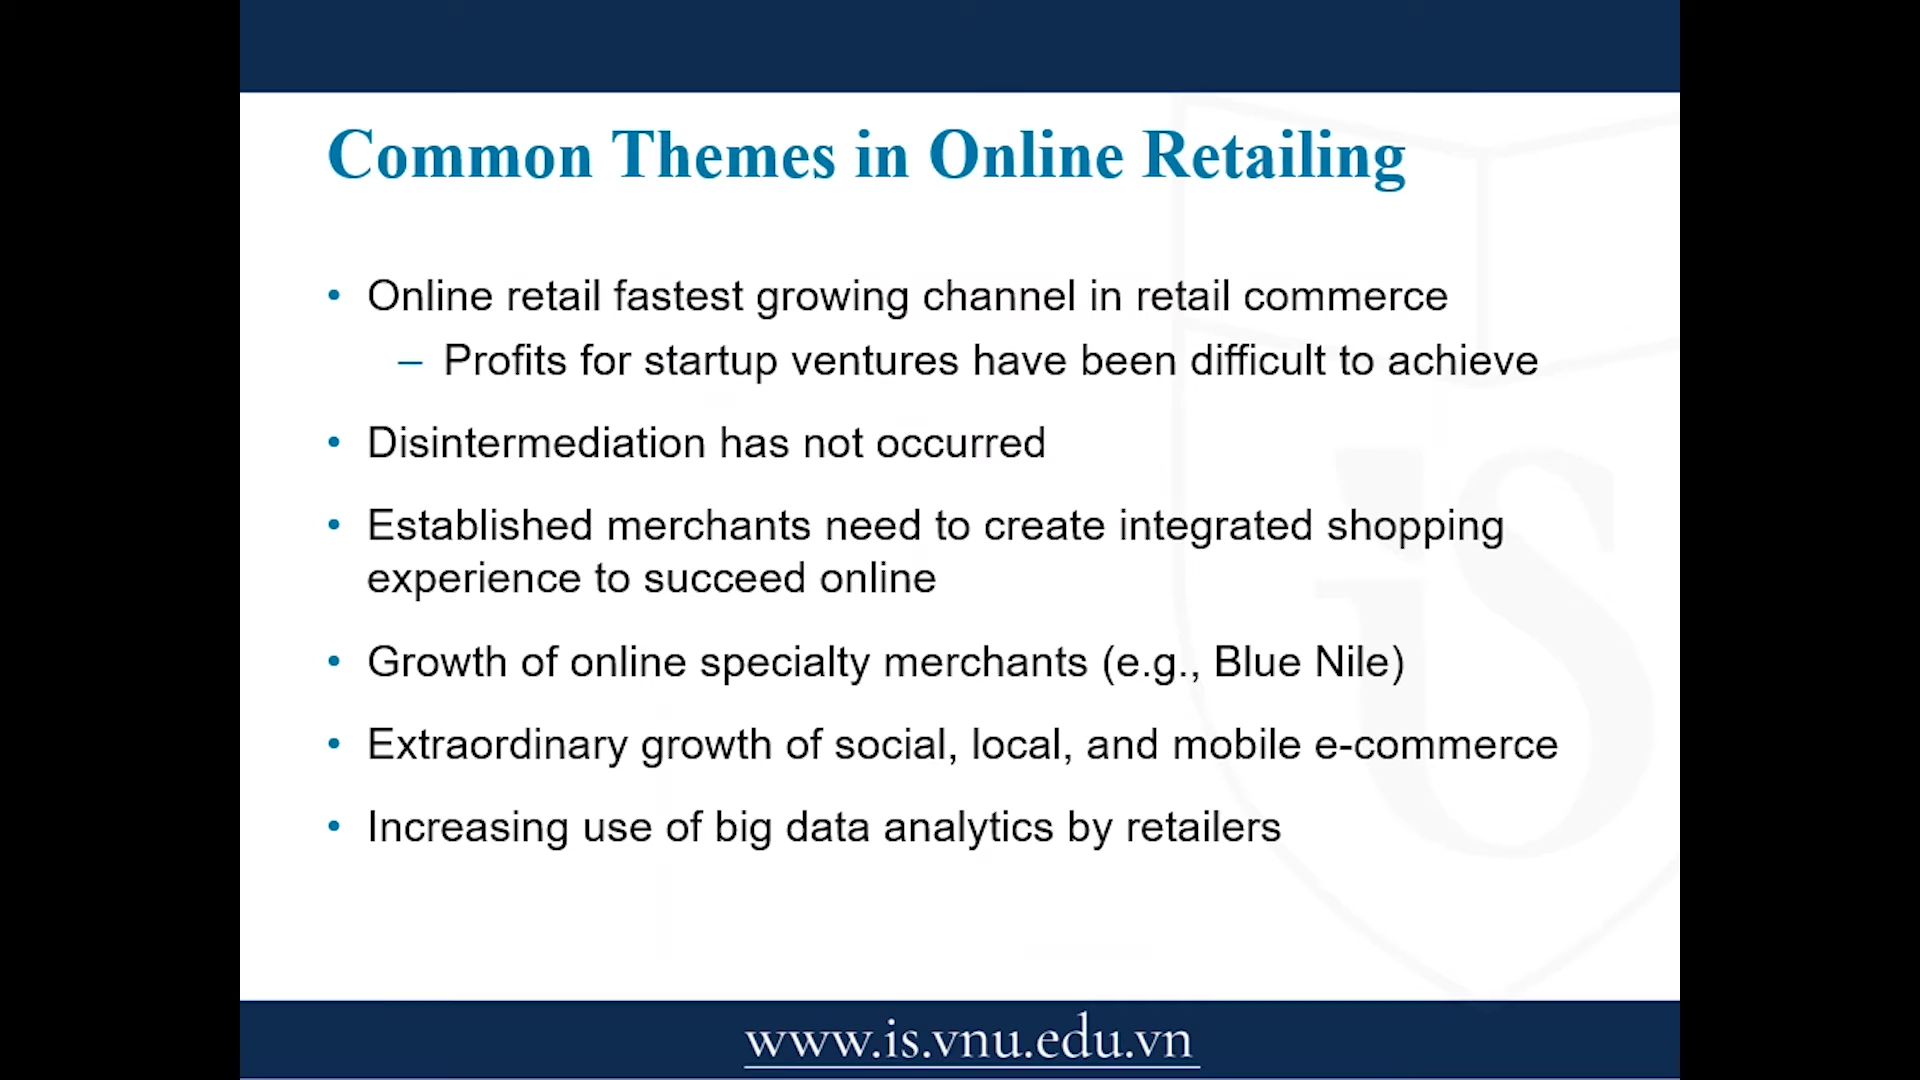 Common Themes in Online Retailing
• Online retail fastest growing channel in retail commerce
– Profits for startup ventures have been difficult to achieve
• Disintermediation has not occurred
• Established merchants need to create integrated shopping
experience to succeed online
• Growth of online specialty merchants (e.g., Blue Nile)
• Extraordinary growth of social, local, and mobile e-commerce
• Increasing use of big data analytics by retailers
iS
www.is.vnu.edu.vn